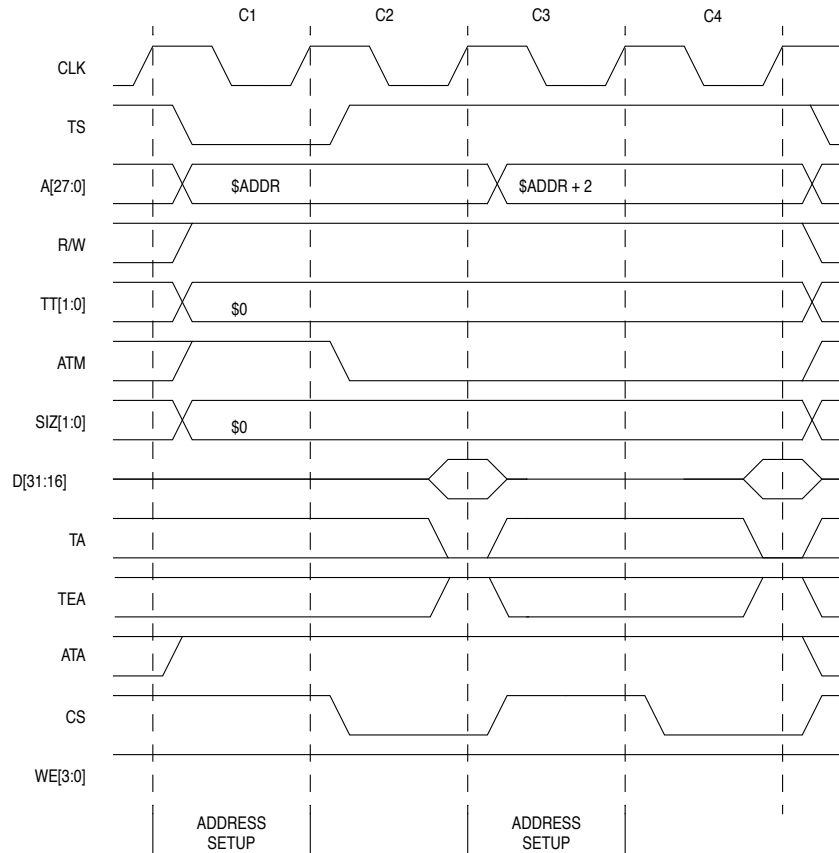 C1 C2 C3 C4
CLK
TS
A[27:0] $ADDR $ADDR + 2
R/W
TT[1:0] $0
ATM
SIZ[1:0] $0
D[31:16]
TA
TEA
ATA
CS
WE[3:0]
ADDRESS ADDRESS
SETUP SETUP